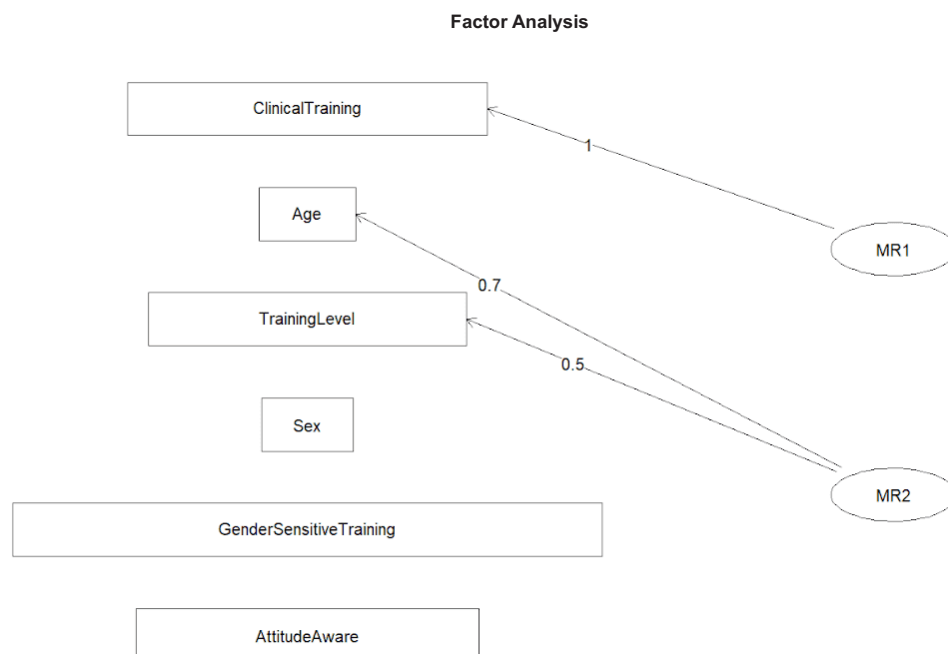 Factor Analysis
ClinicalTraining
1
Age
MR1
0.7
TrainingLevel
0.5
Sex
MR2
GenderSensitiveTraining
AttitudeAware